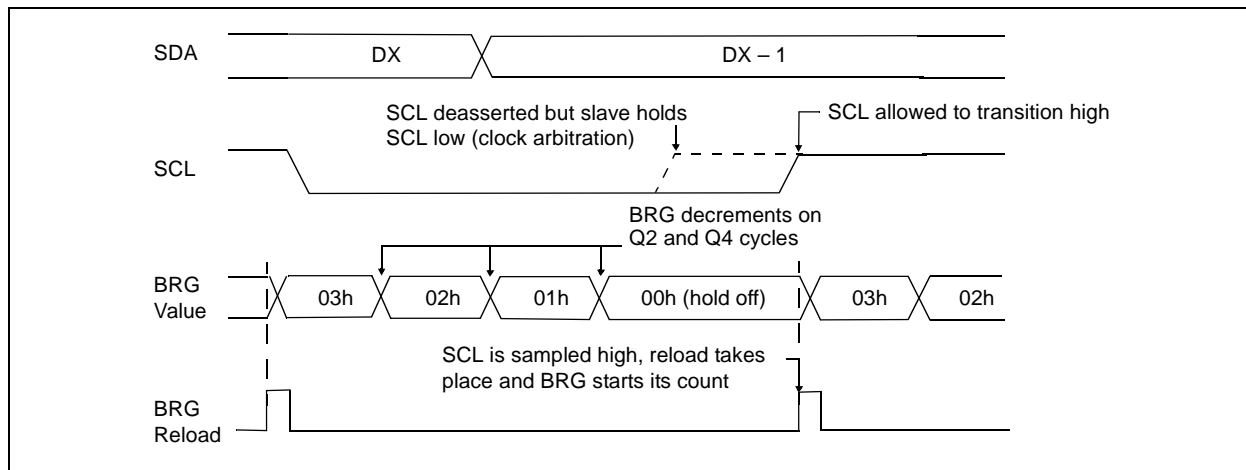 SDA
DX
DX – 1
SCL deasserted but slave holds
SCL low (clock arbitration)
SCL allowed to transition high
SCL
BRG decrements on
Q2 and Q4 cycles
BRG
Value
03h
02h
01h
00h (hold off)
03h
02h
SCL is sampled high, reload takes
place and BRG starts its count
BRG
Reload